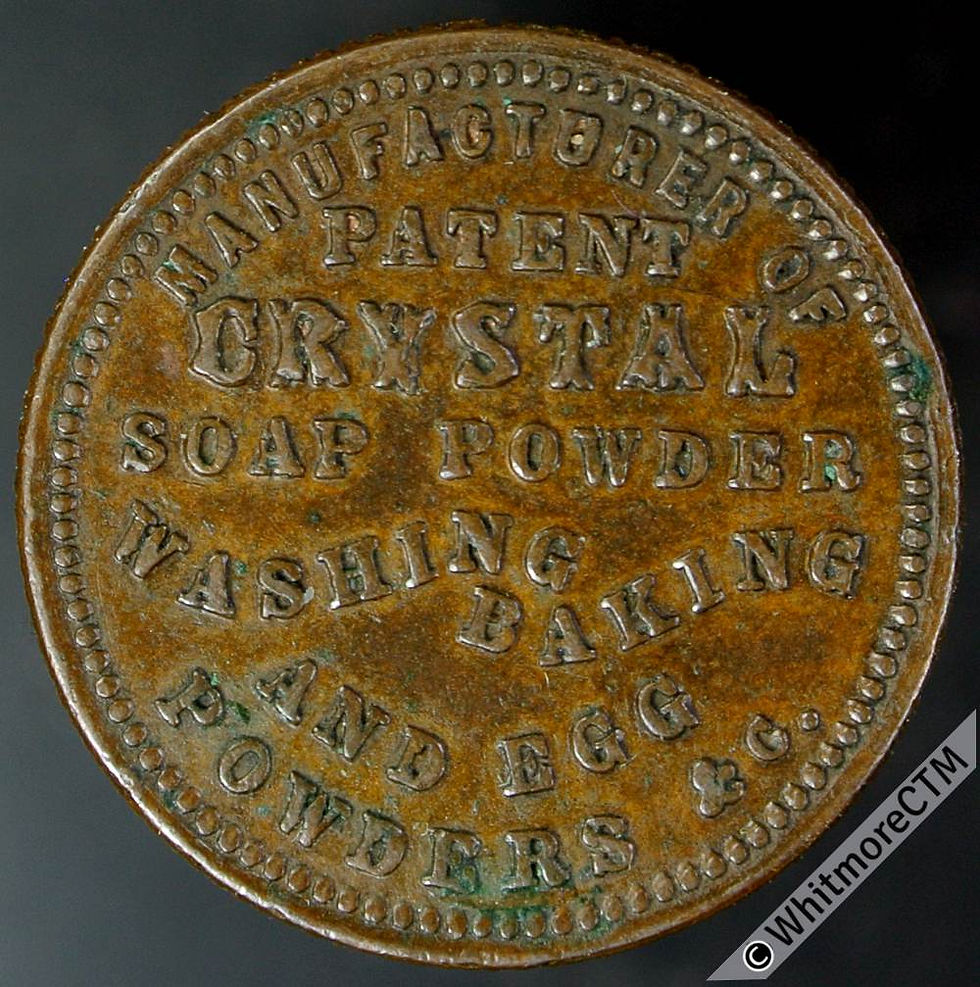 MANUFACTURER OF
PATENT
CRYSTAL
SOAP POWDER
WASHING BAKING
AND EGG
POWDERS &C.
©WhitmoreCTM